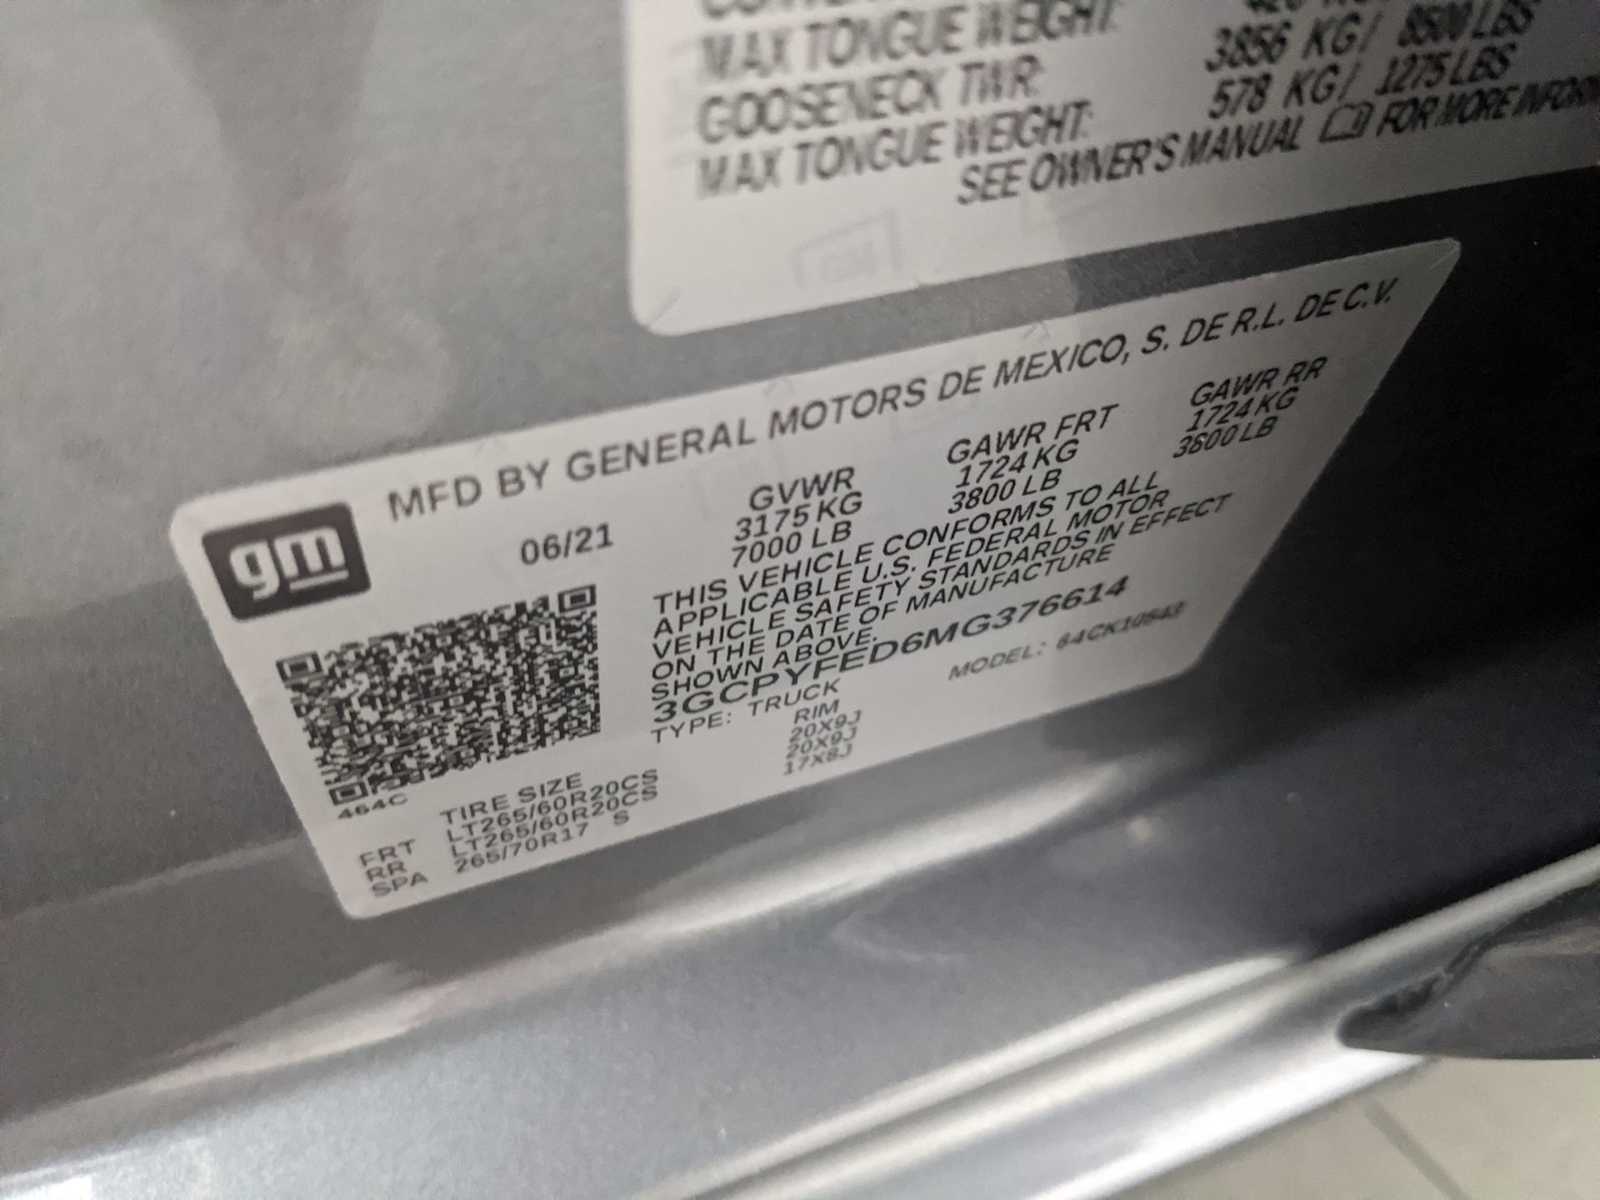 MAX TONGUE WEIGHT:
GOOSENECK TWR: 3856 KG/ 8500 LBS
MAX TONGUE WEIGHT: 578 KG/ 1275 LBS
SEE OWNER'S MANUAL FOR MORE
gm
MFD BY GENERAL MOTORS DE MEXICO, S. DE R.L. DE C.V.
06/21
GVWR GAWR FRT GAWR RR
3175 KG 1724 KG 1724 KG
7000 LB 3800 LB 3800 LB
THIS VEHICLE CONFORMS TO ALL
APPLICABLE U.S. FEDERAL MOTOR
VEHICLE SAFETY STANDARDS IN EFFECT
ON THE DATE OF MANUFACTURE
SHOWN ABOVE.
3GCPYFED6MG376614
TYPE: TRUCK MODEL:
464C
TIRE SIZE RIM
FRT LT265/60R20CS 20X9J
RR LT265/60R20CS 20X9J
SPA 265/70R17 S 17X8J